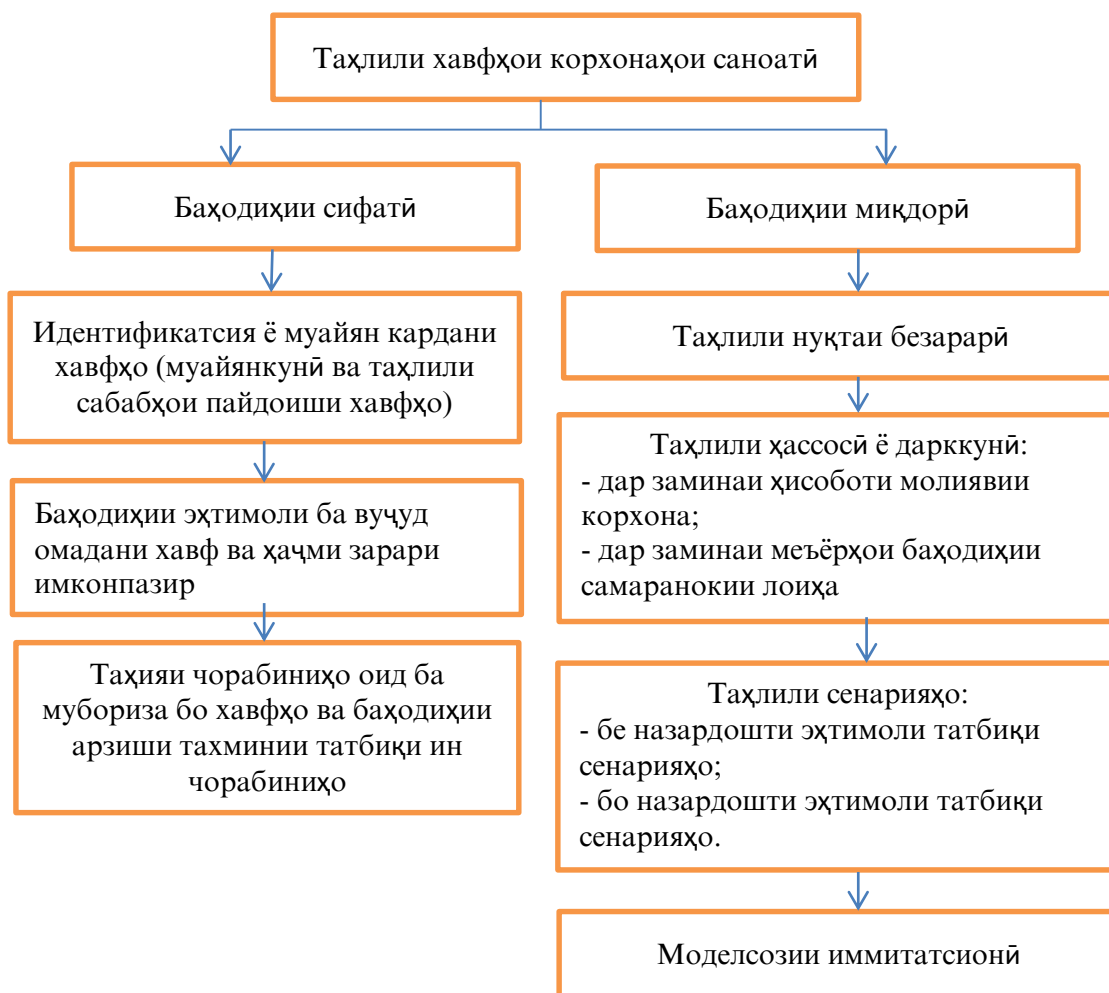 Таҳлили хавфҳои корхонаҳои саноатӣ
Баҳодиҳии сифатӣ
Идентификатсия ё муайян кардани
хавфҳо (муайянкунӣ ва таҳлили
сабабҳои пайдоиши хавфҳо)
Баҳодиҳии эҳтимоли ба вуҷуд
омадани хавф ва ҳаҷми зарари
имконпазир
Таҳияи чорабиниҳо оид ба
мубориза бо хавфҳо ва баҳодиҳии
арзиши тахминии татбиқи ин
чорабиниҳо
Баҳодиҳии миқдорӣ
Таҳлили нуқтаи безарарӣ
Таҳлили ҳассосӣ ё дарккунӣ:
- дар заминаи ҳисоботи молиявии
корхона;
- дар заминаи меъёрҳои баҳодиҳии
самаранокии лоиҳа
Таҳлили сенарияҳо:
- бе назардошти эҳтимоли татбиқи
сенарияҳо;
- бо назардошти эҳтимоли татбиқи
сенарияҳо.
Моделсозии иммитатсионӣ